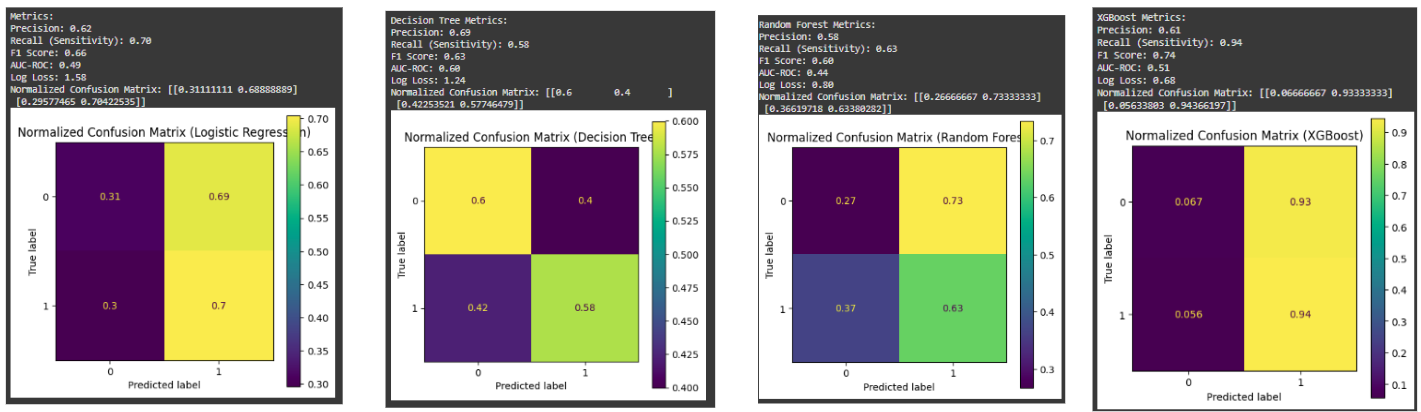 Metrics:
Precision: 0.62
Recall (Sensitivity): 0.70
F1 Score: 0.66
AUC-ROC: 0.49
Log Loss: 1.58
Normalized Confusion Matrix: [[0.31111111 0.68888889]
[0.29577465 0.70422535]]
Normalized Confusion Matrix (Logistic Regression)
0.31
0.69
0.3
0.7
0
1
True label
0
1
Predicted label
0.70
0.65
0.60
0.55
0.50
0.45
0.40
0.35
0.30
Decision Tree Metrics:
Precision: 0.69
Recall (Sensitivity): 0.58
F1 Score: 0.63
AUC-ROC: 0.60
Log Loss: 1.24
Normalized Confusion Matrix: [[0.6 0.4 ]
[0.42253521 0.57746479]]
Normalized Confusion Matrix (Decision Tree
0.6
0.4
0.42
0.58
0
1
True label
0
1
Predicted label
0.600
0.575
0.550
0.525
0.500
0.475
0.450
0.425
0.400
Random Forest Metrics:
Precision: 0.58
Recall (Sensitivity): 0.63
F1 Score: 0.60
AUC-ROC: 0.44
Log Loss: 0.80
Normalized Confusion Matrix: [[0.26666667 0.73333333]
[0.36619718 0.63380282]]
Normalized Confusion Matrix (Random Fores
0.27
0.73
0.37
0.63
0
1
True label
0
1
Predicted label
0.7
0.6
0.5
0.4
0.3
XGBoost Metrics:
Precision: 0.61
Recall (Sensitivity): 0.94
F1 Score: 0.74
AUC-ROC: 0.51
Log Loss: 0.68
Normalized Confusion Matrix: [[0.06666667 0.93333333]
[0.05633803 0.94366197]]
Normalized Confusion Matrix (XGBoost)
0.067
0.93
0.056
0.94
0
1
True label
0
1
Predicted label
0.9
0.8
0.7
0.6
0.5
0.4
0.3
0.2
0.1